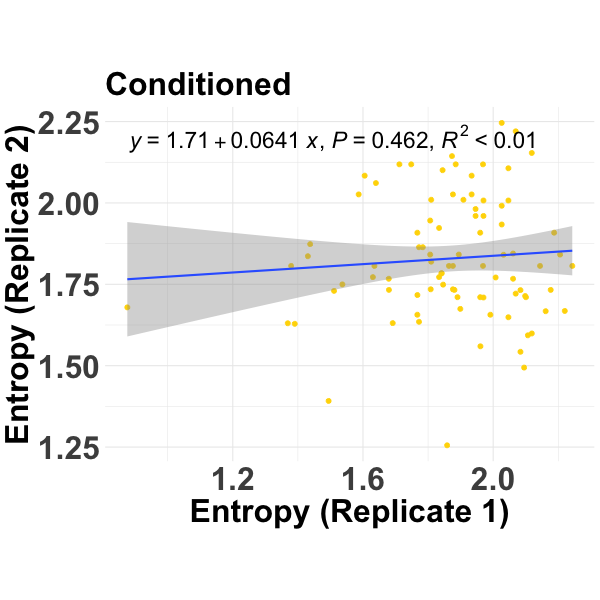 Conditioned
y = 1.71 + 0.0641 x, P = 0.462, R² < 0.01
Entropy (Replicate 2)
2.25
2.00
1.75
1.50
1.25
1.2 1.6 2.0
Entropy (Replicate 1)